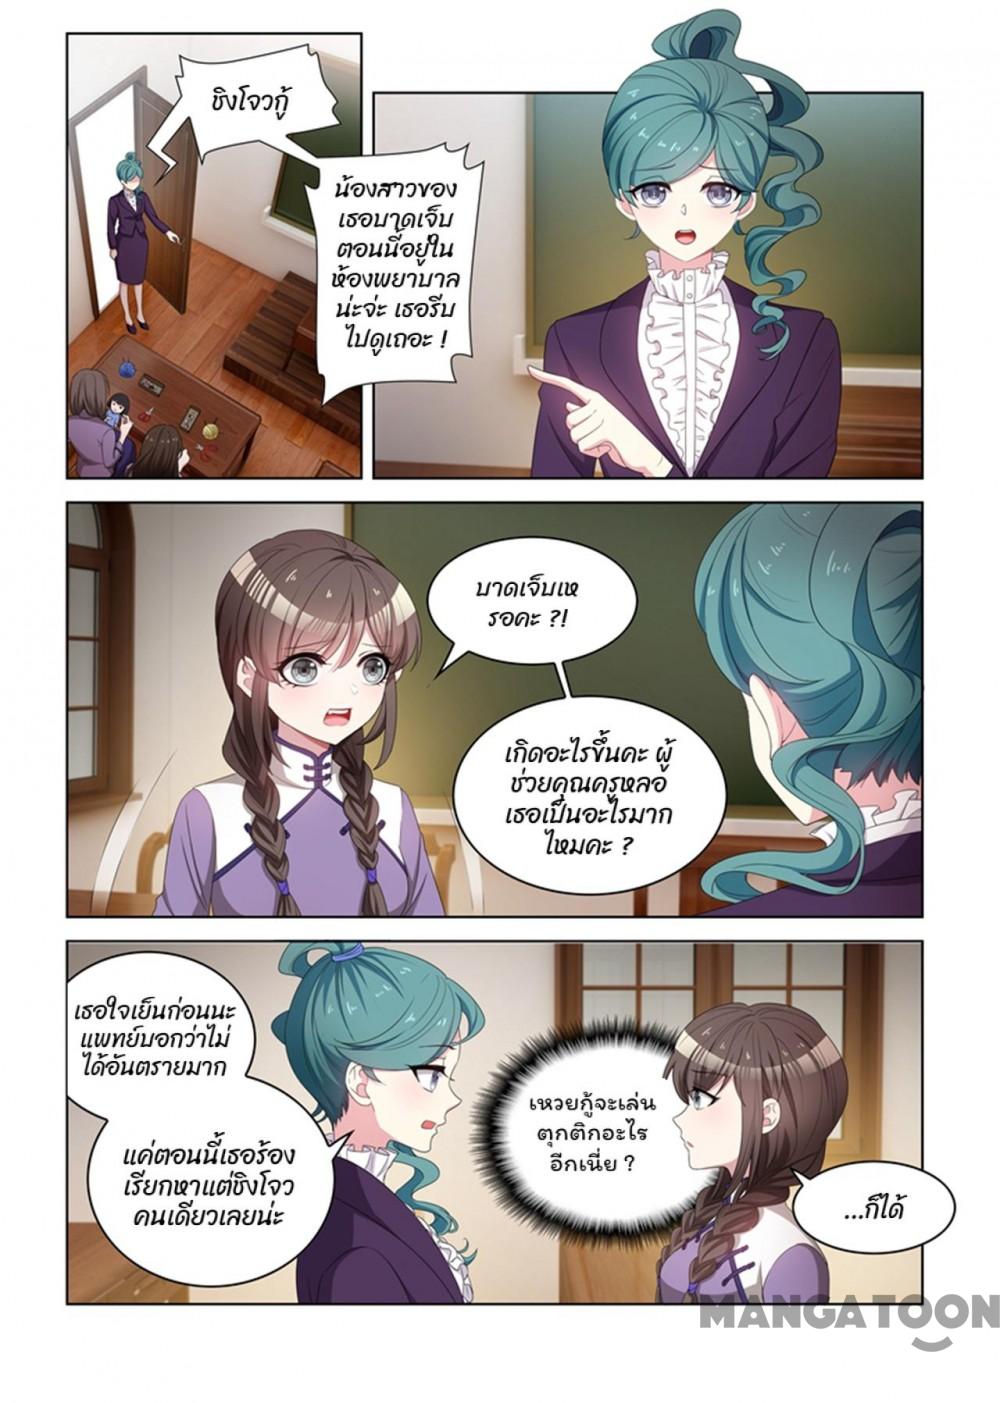 ชิงโจวกู้
น้องสาวของ
เธอบาดเจ็บ
ตอนนี้อยู่ใน
ห้องพยาบาล
น่ะจ่ะ เธอรีบ
ไปดูเถอะ !
บาดเจ็บเห
รอคะ ?!
เกิดอะไรขึ้นคะ ผู้
ช่วยคุณครูหลอ
เธอเป็นอะไรมาก
ไหมคะ ?
เธอใจเย็นก่อนนะ
แพทย์บอกว่าไม่
ได้อันตรายมาก
แค่ตอนนี้เธอร้อง
เรียกหาแต่ชิงโจว
คนเดียวเลยน่ะ
เหวยกู้จะเล่น
ตุกติกอะไร
อีกเนี่ย ?
...ก็ได้
MANGATOON